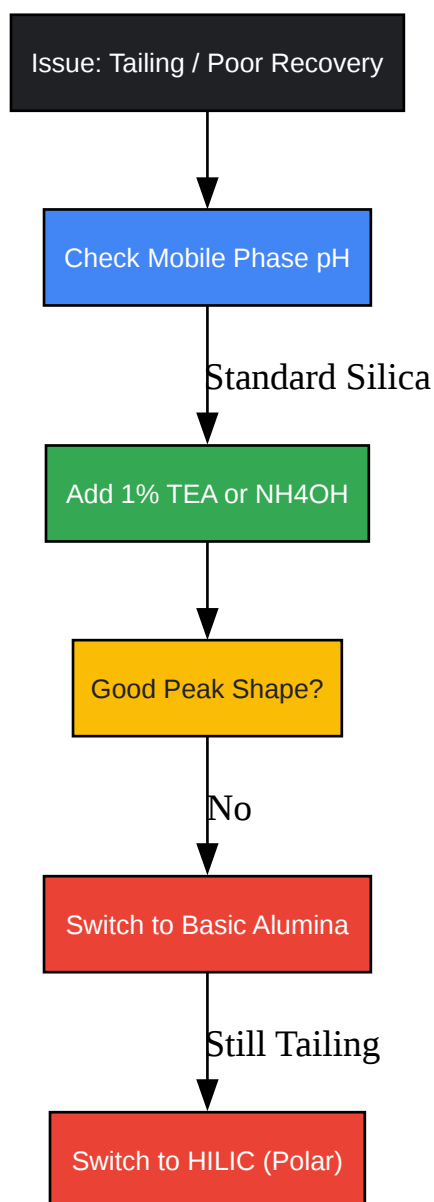 Issue: Tailing / Poor Recovery
Check Mobile Phase pH
Standard Silica
Add 1% TEA or NH4OH
Good Peak Shape?
No
Switch to Basic Alumina
Still Tailing
Switch to HILIC (Polar)